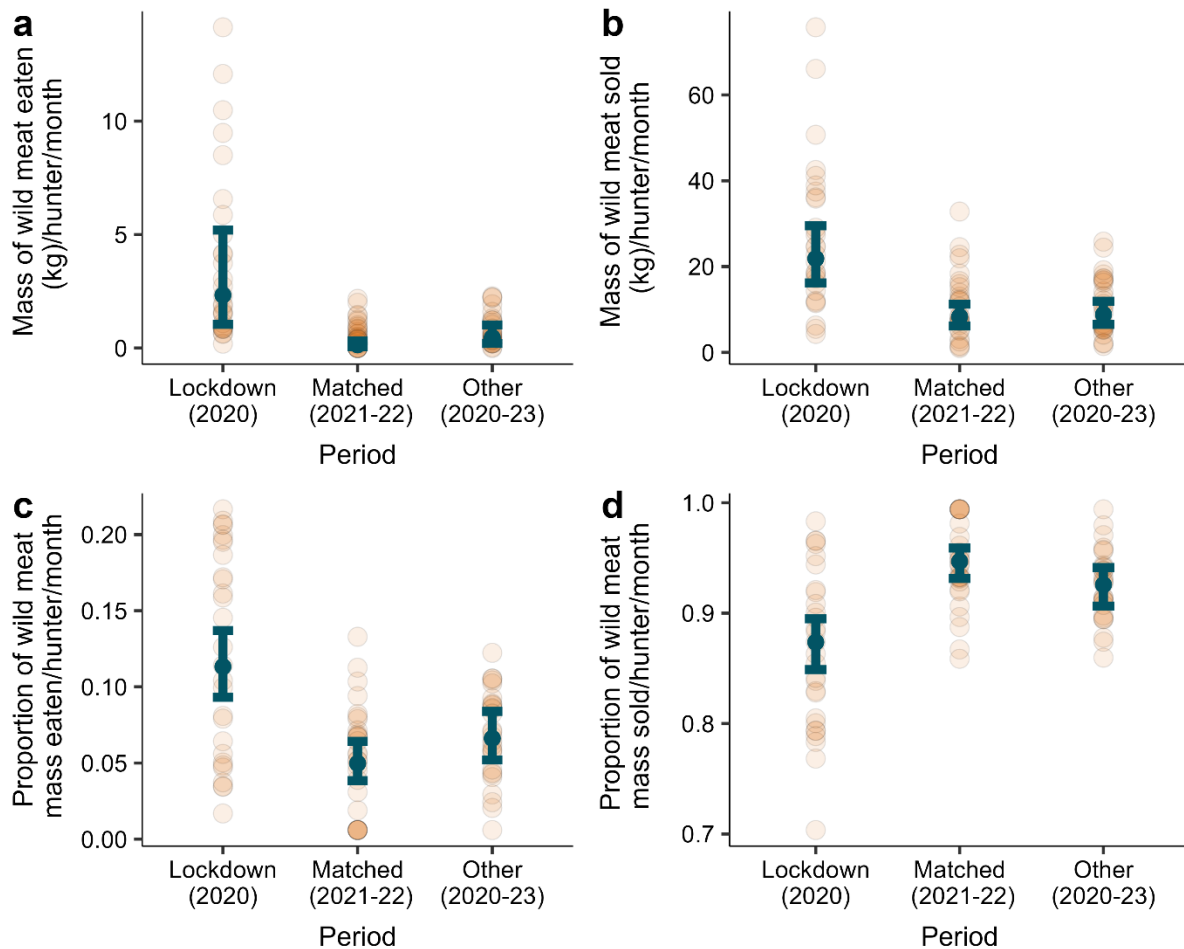 a
Mass of wild meat eaten
(kg)/hunter/month
10
5
0
Lockdown
(2020)
Matched
(2021-22)
Other
(2020-23)
Period
b
Mass of wild meat sold
(kg)/hunter/month
60
40
20
0
Lockdown
(2020)
Matched
(2021-22)
Other
(2020-23)
Period
c
Proportion of wild meat
mass eaten/hunter/month
0.20
0.15
0.10
0.05
0.00
Lockdown
(2020)
Matched
(2021-22)
Other
(2020-23)
Period
d
Proportion of wild meat
mass sold/hunter/month
1.0
0.9
0.8
0.7
Lockdown
(2020)
Matched
(2021-22)
Other
(2020-23)
Period